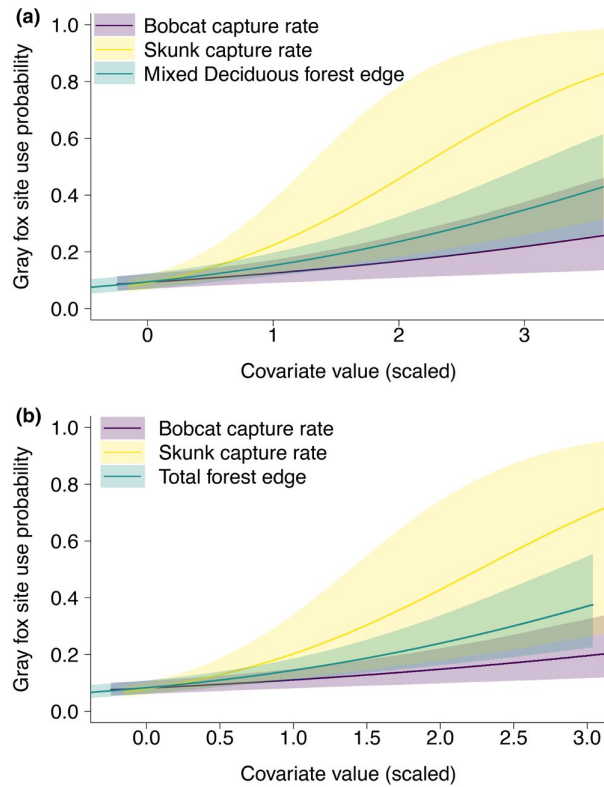 (a)
Bobcat capture rate
Skunk capture rate
Mixed Deciduous forest edge
Gray fox site use probability
1.0
0.8
0.6
0.4
0.2
0.0
0 1 2 3
Covariate value (scaled)
(b)
Bobcat capture rate
Skunk capture rate
Total forest edge
Gray fox site use probability
1.0
0.8
0.6
0.4
0.2
0.0
0.0 0.5 1.0 1.5 2.0 2.5 3.0
Covariate value (scaled)